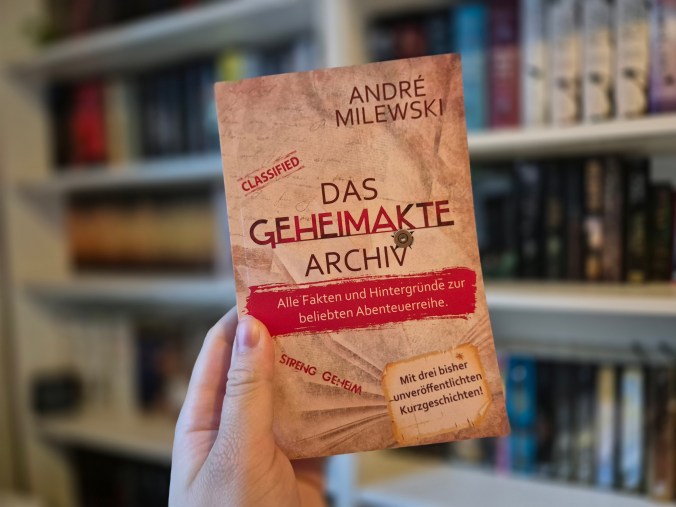 ANDRÉ
MILEWSKI
CLASSIFIED
DAS
GEHEIMAKTE
ARCHIV
Alle Fakten und Hintergründe zur
beliebten Abenteuerreihe.
STRENG GEHEIM
Mit drei bisher
unveröffentlichten
Kurzgeschichten!